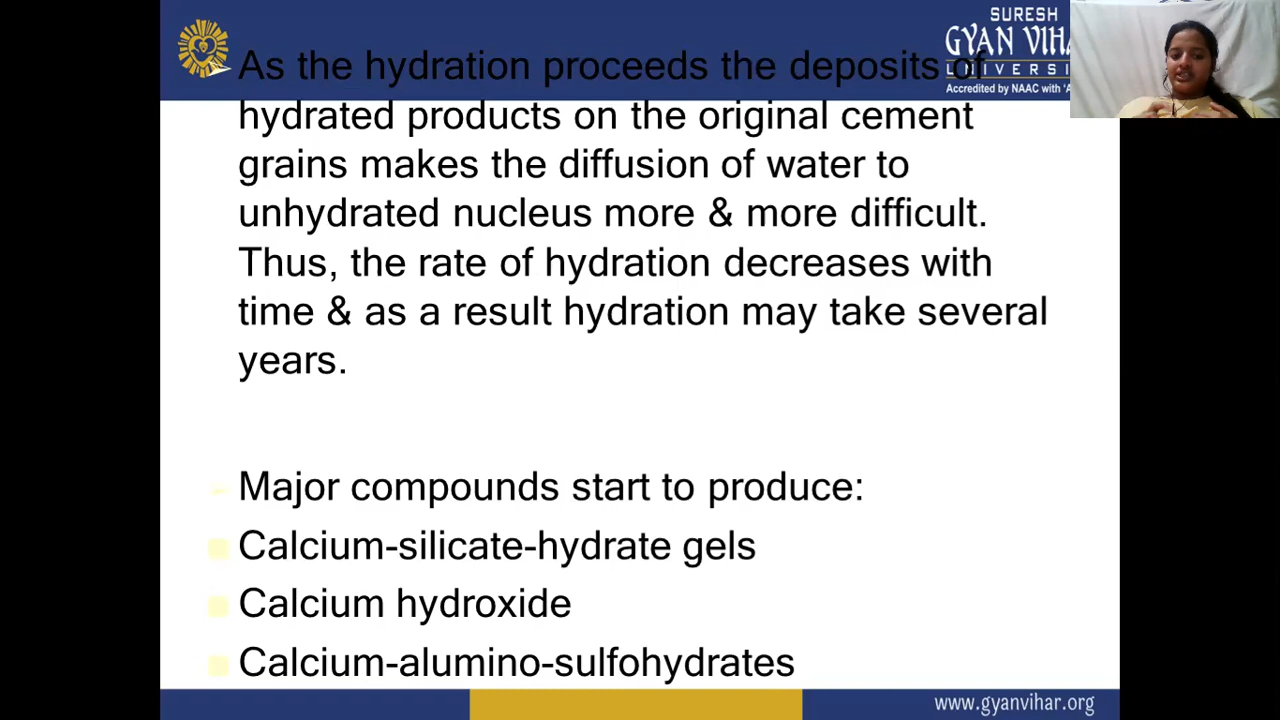 SURESH
GYAN VIHA
UNIVERSI
Accredited by NAAC with 'A
As the hydration proceeds the deposits of
hydrated products on the original cement
grains makes the diffusion of water to
unhydrated nucleus more & more difficult.
Thus, the rate of hydration decreases with
time & as a result hydration may take several
years.
Major compounds start to produce:
Calcium-silicate-hydrate gels
Calcium hydroxide
Calcium-alumino-sulfohydrates
www.gyanvihar.org